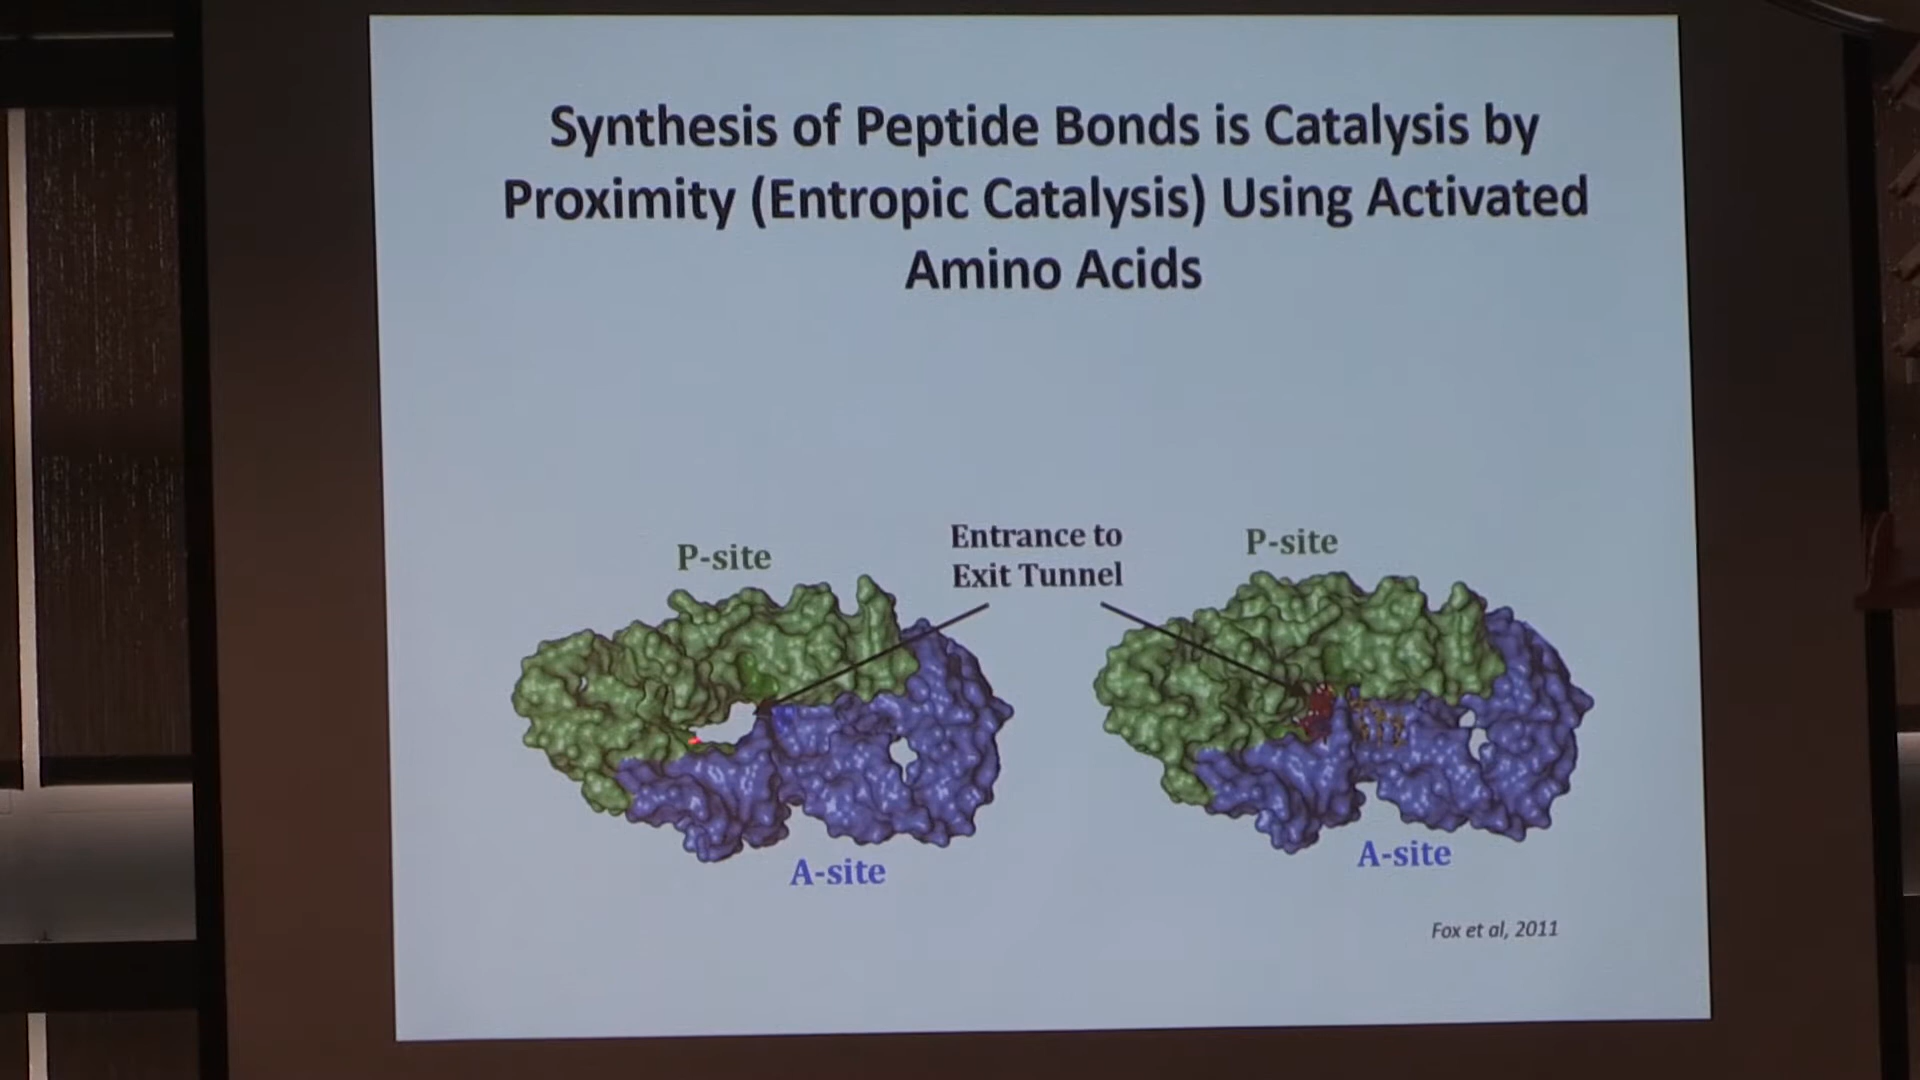 Synthesis of Peptide Bonds is Catalysis by
Proximity (Entropic Catalysis) Using Activated
Amino Acids
P-site
Entrance to
Exit Tunnel
P-site
A-site
A-site
Fox et al, 2011